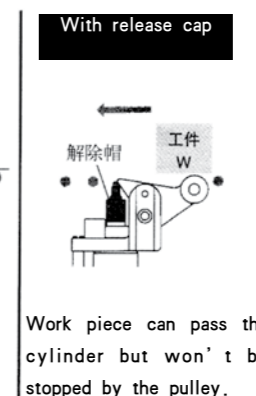 With release cap
工件
W
解除帽
Work piece can pass th
cylinder but won't b
stopped by the pulley.